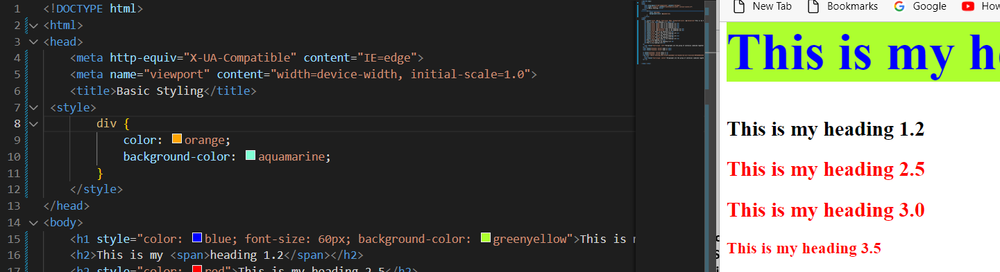 1 <!DOCTYPE html>
2 <html>
3 <head>
4 <meta http-equiv="X-UA-Compatible" content="IE=edge">
5 <meta name="viewport" content="width=device-width, initial-scale=1.0">
6 <title>Basic Styling</title>
7 <style>
8 div {
9 color: orange;
10 background-color: aquamarine;
11 }
12 </style>
13 </head>
14 <body>
15 <h1 style="color: blue; font-size: 60px; background-color: greenyellow">This is
16 <h2>This is my <span>heading 1.2</span></h2>
17 <h2 style="color: red">This is my heading 2.5</h2>
New Tab Bookmarks Google How
This is my h
This is my heading 1.2
This is my heading 2.5
This is my heading 3.0
This is my heading 3.5